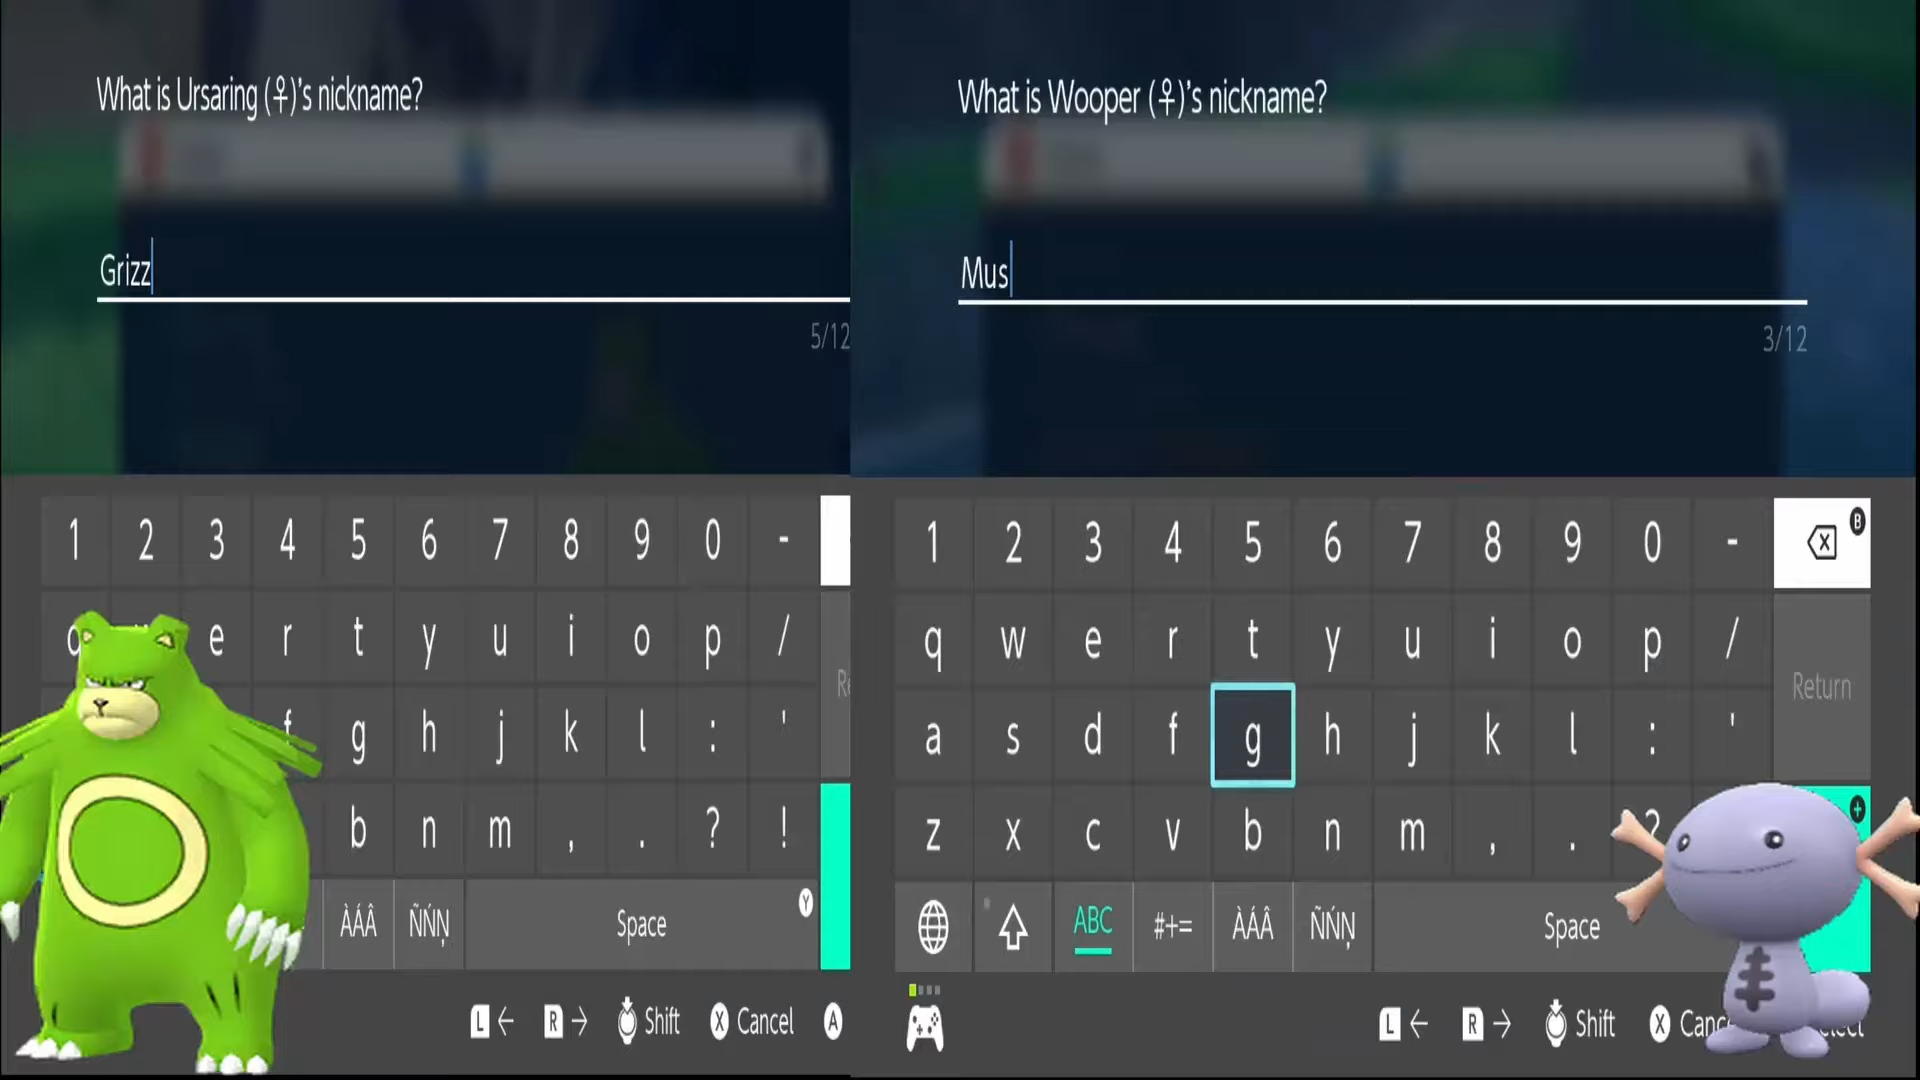 What is Ursaring (♀)'s nickname?
Grizz
5/12
1 2 3 4 5 6 7 8 9 0 -
e r t y u i o p /
f g h j k l : '
b n m , . ? !
ÀÁÂ ÑŃŅ Space Y
L ← R → Shift X Cancel A
What is Wooper (♀)'s nickname?
Mus
3/12
1 2 3 4 5 6 7 8 9 0 - B
q w e r t y u i o p / Return
a s d f g h j k l : '
z x c v b n m , . ? +
ABC #+= ÀÁÂ ÑŃŅ Space
L ← R → Shift X